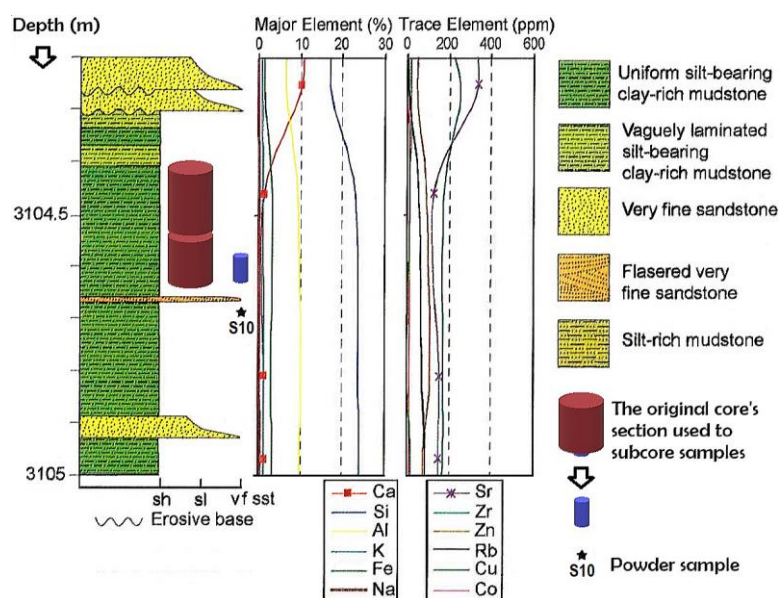 Depth (m)
Major Element (%)
Trace Element (ppm)
0
10
20
30
0
200
400
600
3104.5
3105
S10
sh
sl
vf sst
Erosive base
Ca
Si
Al
K
Fe
Na
Sr
Zr
Zn
Rb
Cu
Co
Uniform silt-bearing
clay-rich mudstone
Vaguely laminated
silt-bearing
clay-rich mudstone
Very fine sandstone
Flasered very
fine sandstone
Silt-rich mudstone
The original core's
section used to
subcore samples
S10
Powder sample